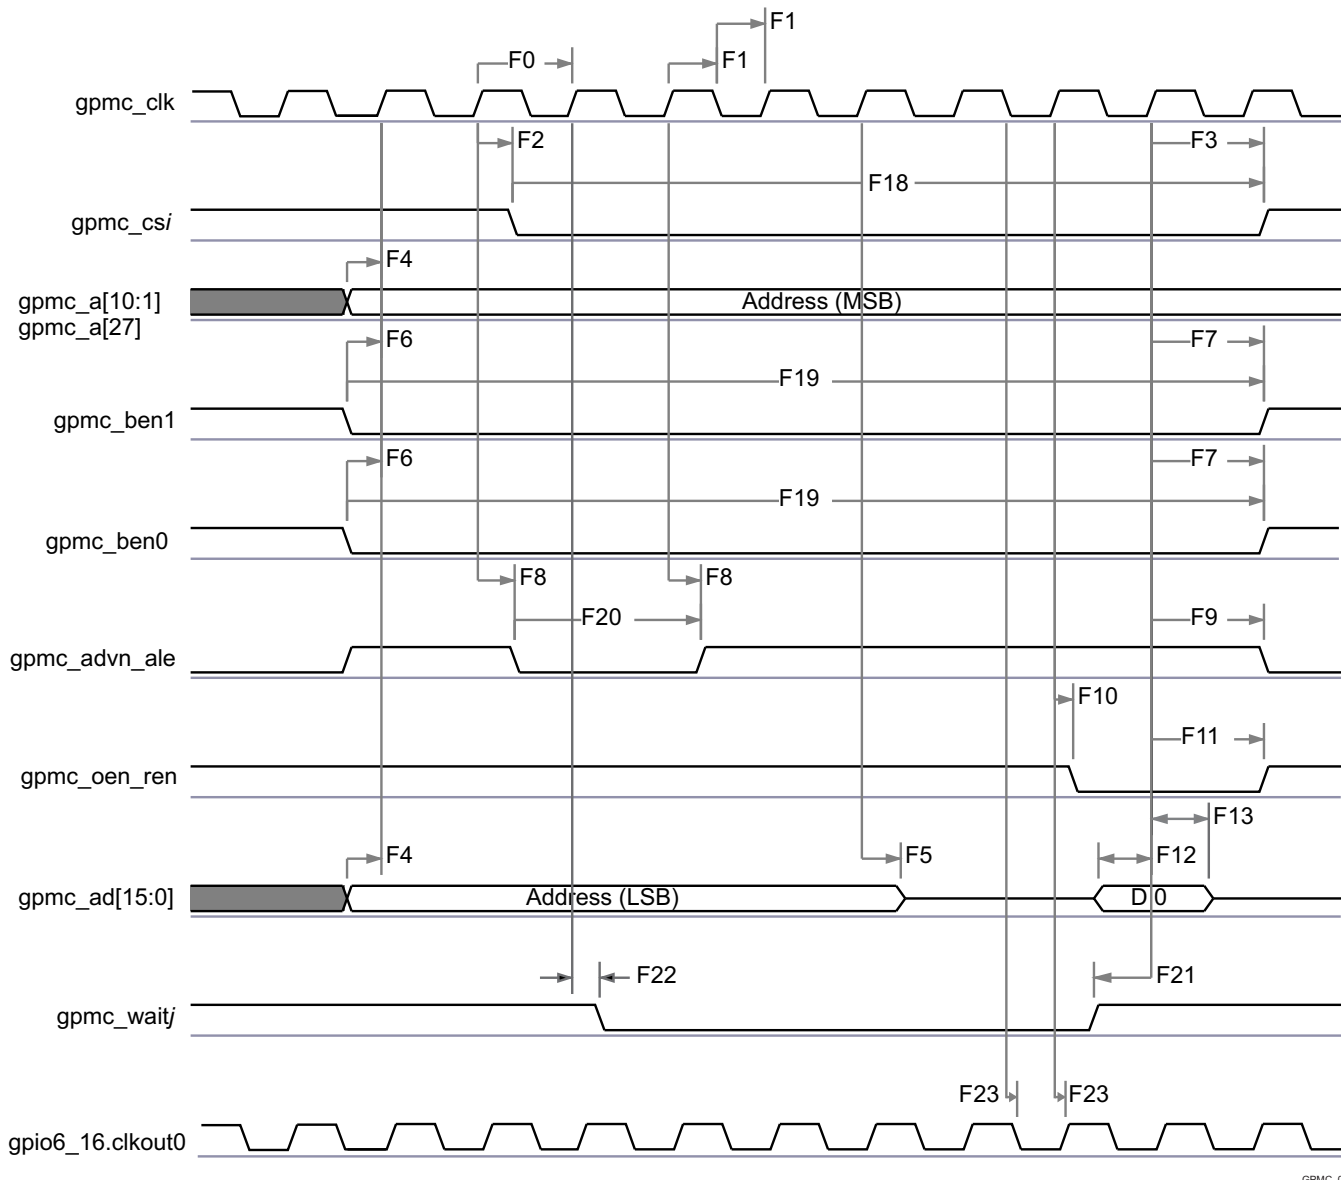 F1
F0
F1
gpmc_clk
F2
F3
F18
gpmc_csi
F4
gpmc_a[10:1]
Address (MSB)
gpmc_a[27]
F6
F7
F19
gpmc_ben1
F6
F7
F19
gpmc_ben0
F8
F8
F20
F9
gpmc_advn_ale
F10
F11
gpmc_oen_ren
F13
F4
F5
F12
gpmc_ad[15:0]
Address (LSB)
D 0
F22
F21
gpmc_waitj
F23
F23
gpio6_16.clkout0